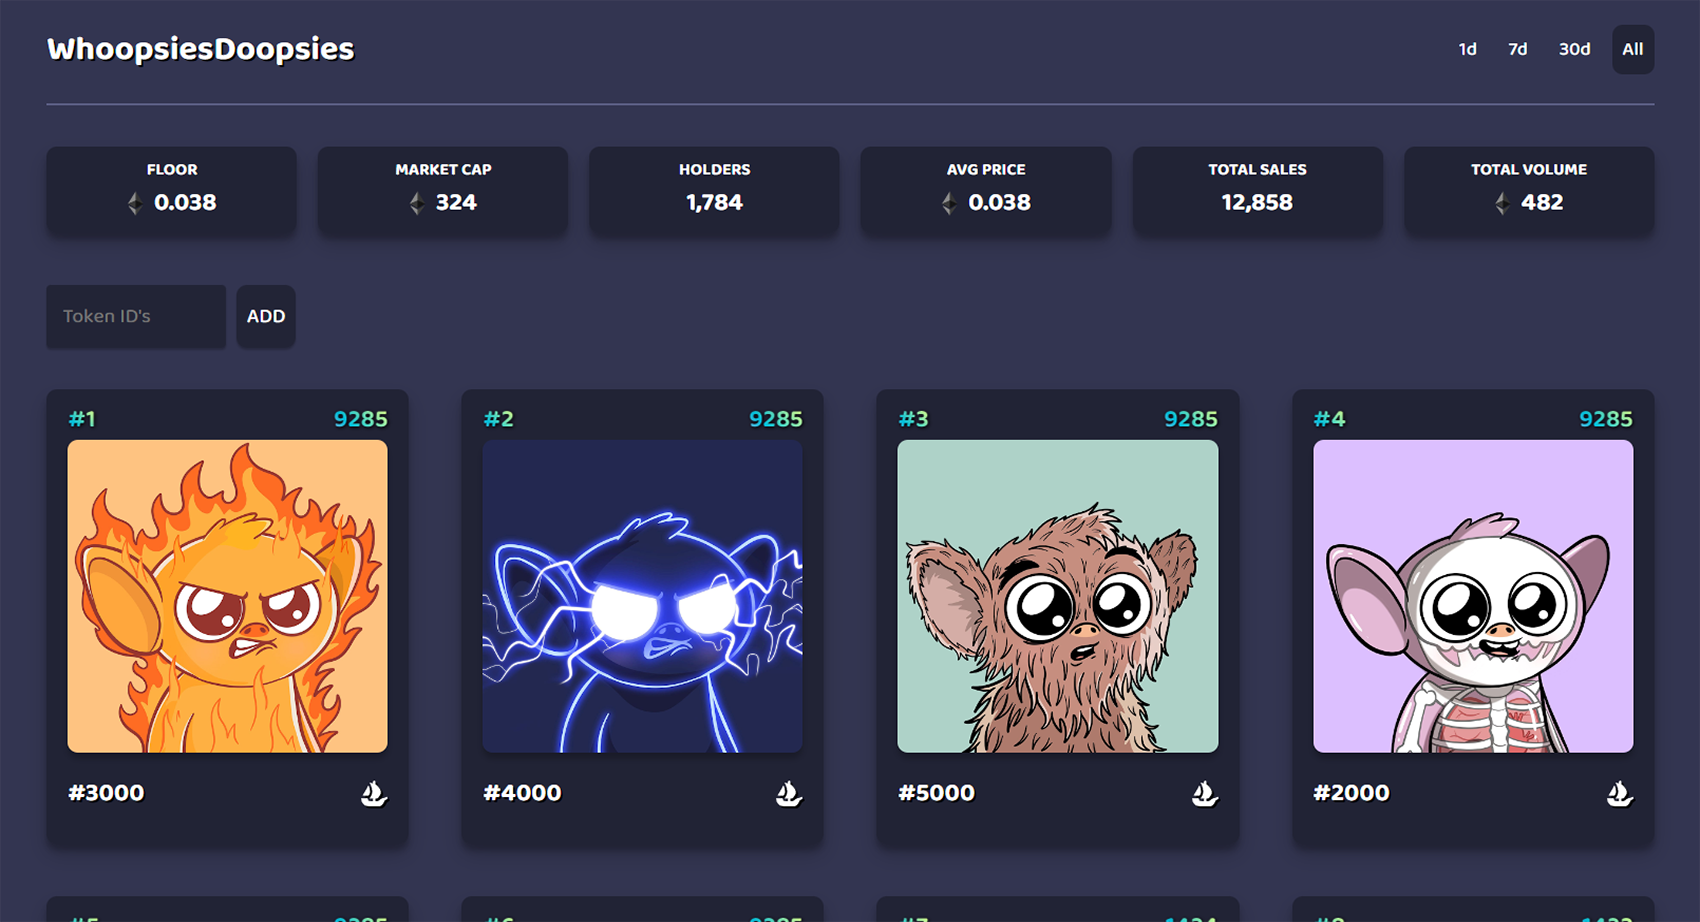 WhoopsiesDoopsies
1d 7d 30d All
FLOOR MARKET CAP HOLDERS AVG PRICE TOTAL SALES TOTAL VOLUME
0.038 324 1,784 0.038 12,858 482
Token ID's ADD
#1 9285 #2 9285 #3 9285 #4 9285
#3000 #4000 #5000 #2000